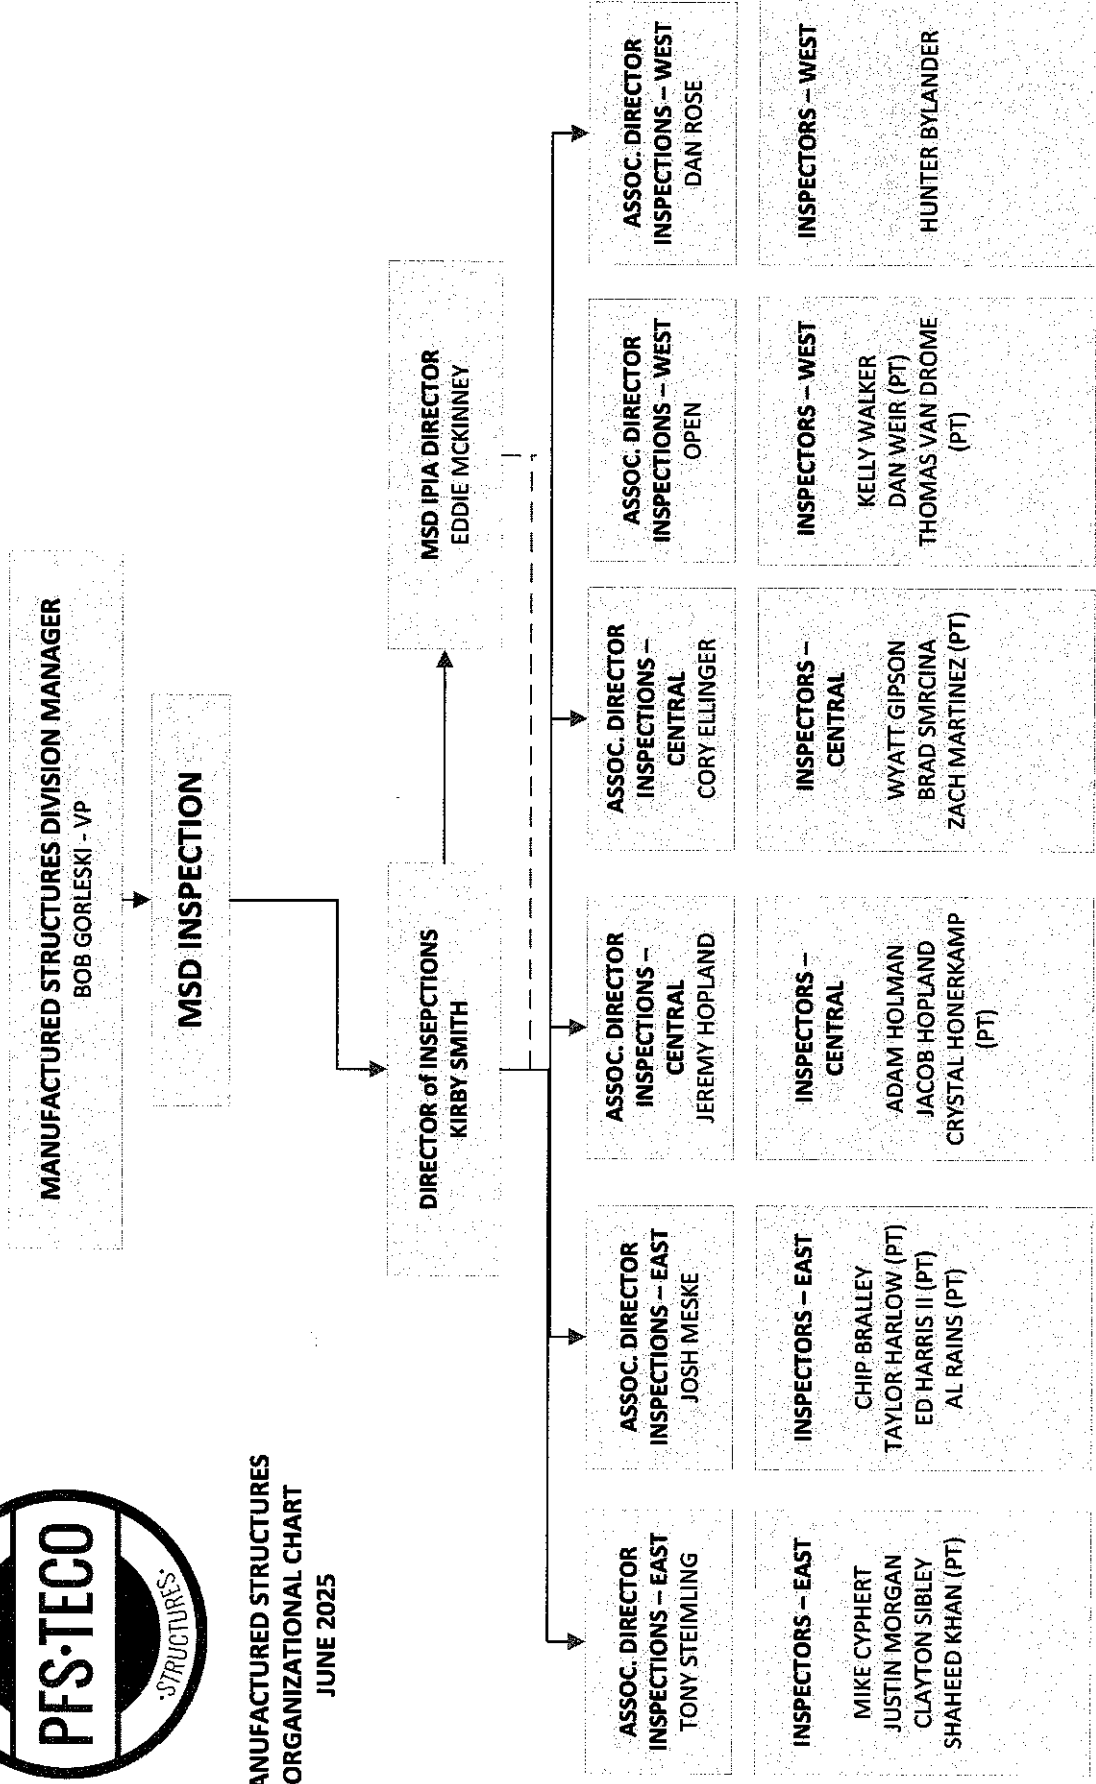 PFS·TECO
·STRUCTURES·
ANUFACTURED STRUCTURES
ORGANIZATIONAL CHART
JUNE 2025
MANUFACTURED STRUCTURES DIVISION MANAGER
BOB GORLESKI - VP
MSD INSPECTION
DIRECTOR of INSEPCTIONS
KIRBY SMITH
MSD IPIA DIRECTOR
EDDIE MCKINNEY
ASSOC. DIRECTOR
INSPECTIONS – EAST
TONY STEIMLING
ASSOC. DIRECTOR
INSPECTIONS – EAST
JOSH MESKE
ASSOC. DIRECTOR
INSPECTIONS –
CENTRAL
JEREMY HOPLAND
ASSOC. DIRECTOR
INSPECTIONS –
CENTRAL
CORY ELLINGER
ASSOC. DIRECTOR
INSPECTIONS – WEST
OPEN
ASSOC. DIRECTOR
INSPECTIONS – WEST
DAN ROSE
INSPECTORS – EAST
MIKE CYPHERT
JUSTIN MORGAN
CLAYTON SIBLEY
SHAHEED KHAN (PT)
INSPECTORS – EAST
CHIP BRALLEY
TAYLOR HARLOW (PT)
ED HARRIS II (PT)
AL RAINS (PT)
INSPECTORS –
CENTRAL
ADAM HOLMAN
JACOB HOPLAND
CRYSTAL HONERKAMP
(PT)
INSPECTORS –
CENTRAL
WYATT GIPSON
BRAD SMRCINA
ZACH MARTINEZ (PT)
INSPECTORS – WEST
KELLY WALKER
DAN WEIR (PT)
THOMAS VAN DROME
(PT)
INSPECTORS – WEST
HUNTER BYLANDER